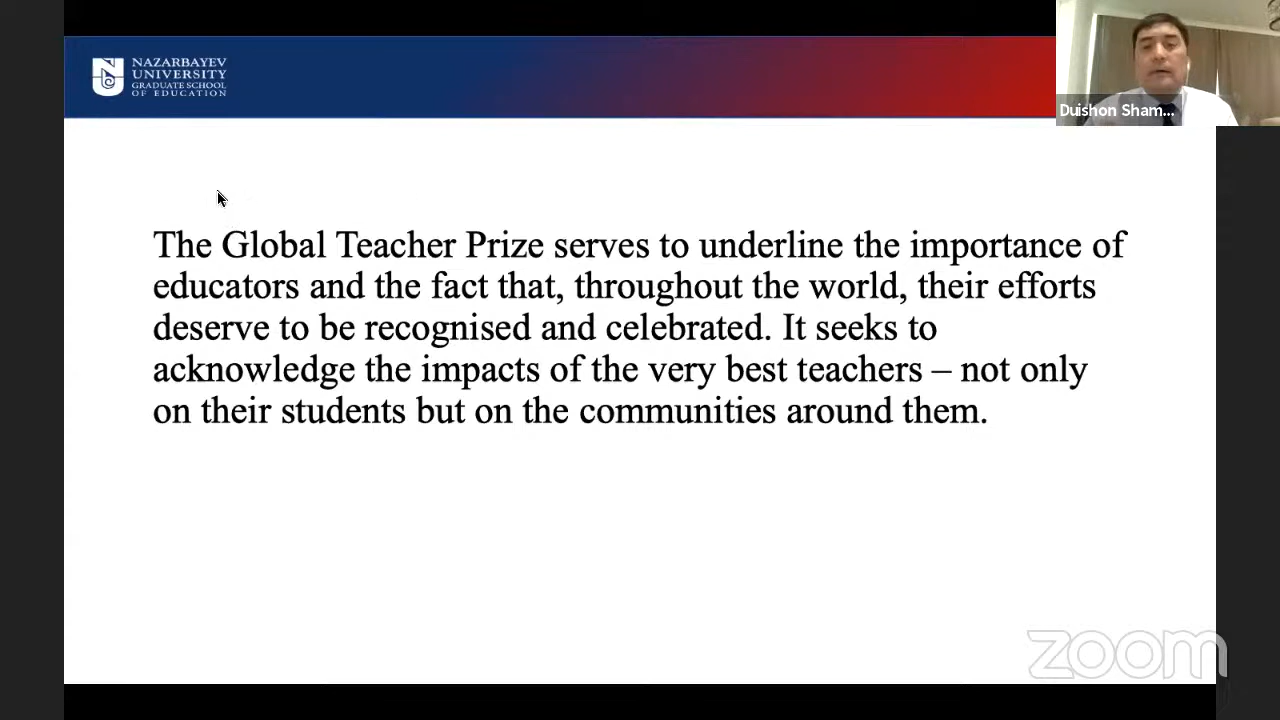 NAZARBAYEV
UNIVERSITY
GRADUATE SCHOOL
OF EDUCATION
Duishon Sham...
The Global Teacher Prize serves to underline the importance of
educators and the fact that, throughout the world, their efforts
deserve to be recognised and celebrated. It seeks to
acknowledge the impacts of the very best teachers – not only
on their students but on the communities around them.
zoom